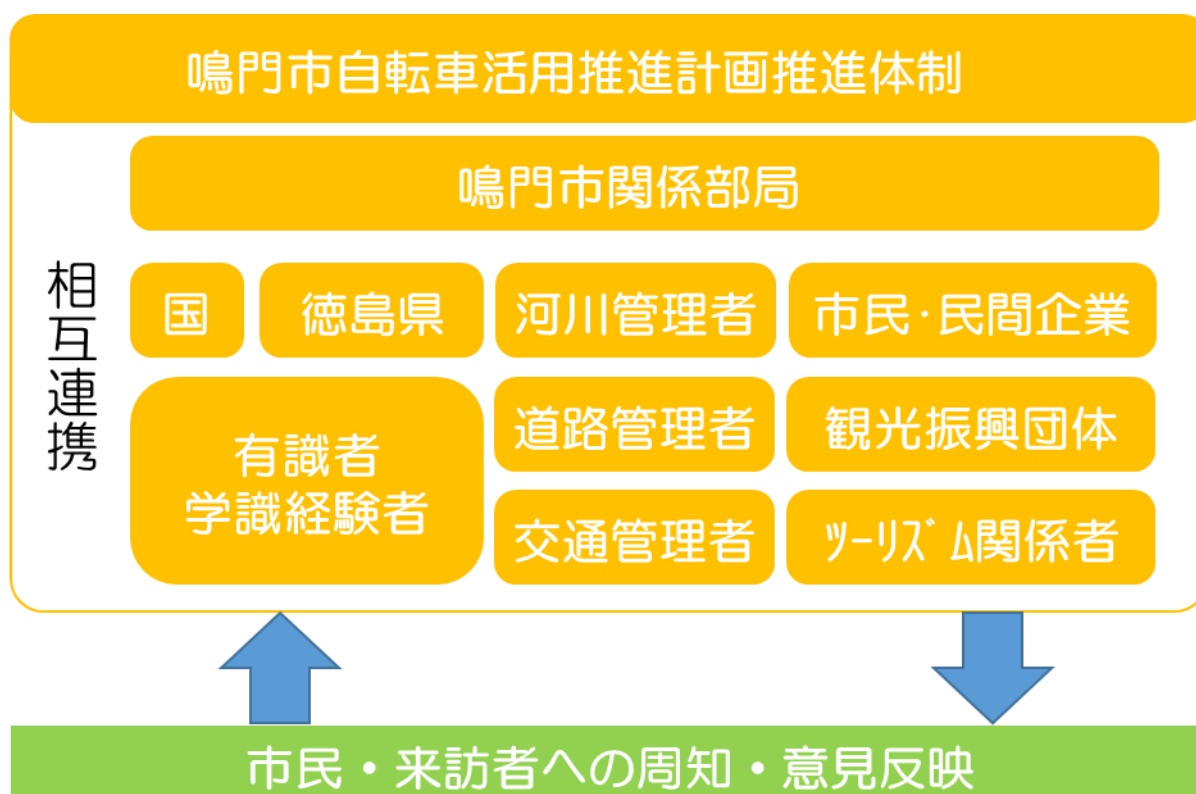 鳴門市自転車活用推進計画推進体制
鳴門市関係部局
相互連携
国
徳島県
河川管理者
市民・民間企業
有識者
学識経験者
道路管理者
観光振興団体
交通管理者
ﾂｰﾘｽﾞﾑ関係者
市民・来訪者への周知・意見反映